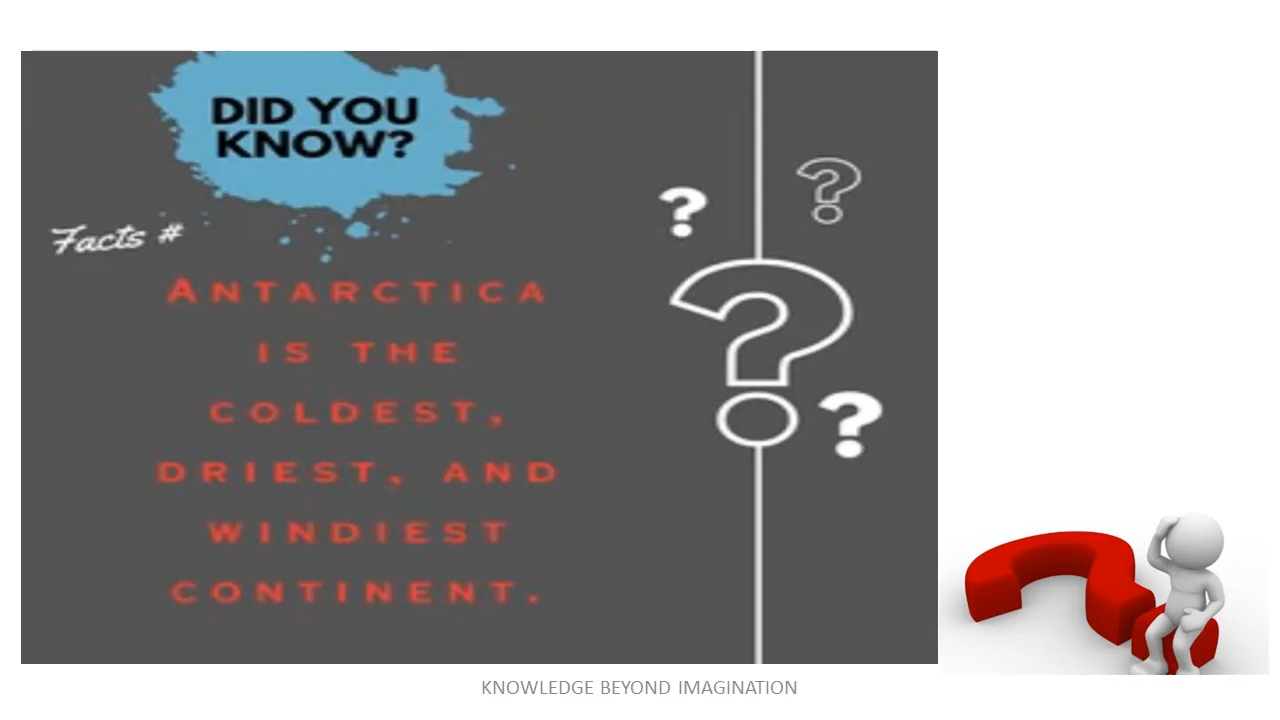 DID YOU
KNOW?
Facts #
ANTARCTICA
IS THE
COLDEST,
DRIEST, AND
WINDIEST
CONTINENT.
KNOWLEDGE BEYOND IMAGINATION